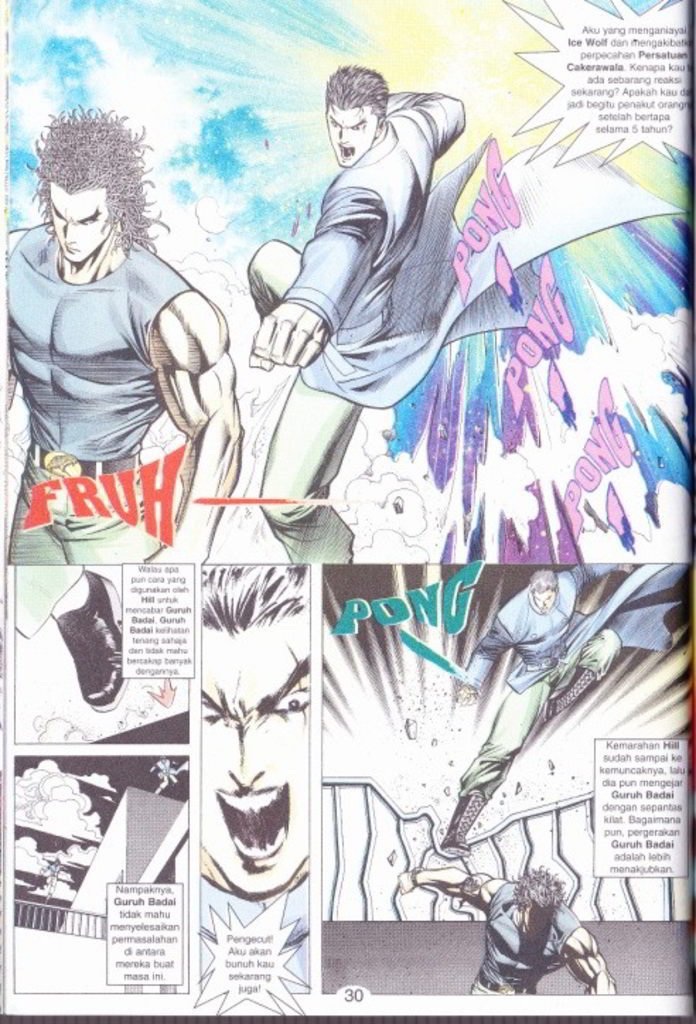 Aku yang menganiayai
Ice Wolf dan mengakibatk
perpecahan Persatuan
Cakerawala. Kenapa kau
ada sebarang reaksi
sekarang? Apakah kau da
jadi begitu penakut orangn
setelah bertapa
selama 5 tahun?
PONG
PONG
PONG
FRUH
Walau apa
pun cara yang
digunakan oleh
Hill untuk
mencabar Guruh
Badai, Guruh
Badai kelihatan
tenang sahaja
dan tidak mahu
bercakap banyak
dengannya.
Nampaknya,
Guruh Badai
tidak mahu
menyelesaikan
permasalahan
di antara
mereka buat
masa ini.
Pengecut!
Aku akan
bunuh kau
sekarang
juga!
PONG
Kemarahan Hill
sudah sampai ke
kemuncaknya, lalu
dia pun mengejar
Guruh Badai
dengan sepantas
kilat. Bagaimana
pun, pergerakan
Guruh Badai
adalah lebih
menakjubkan.
30